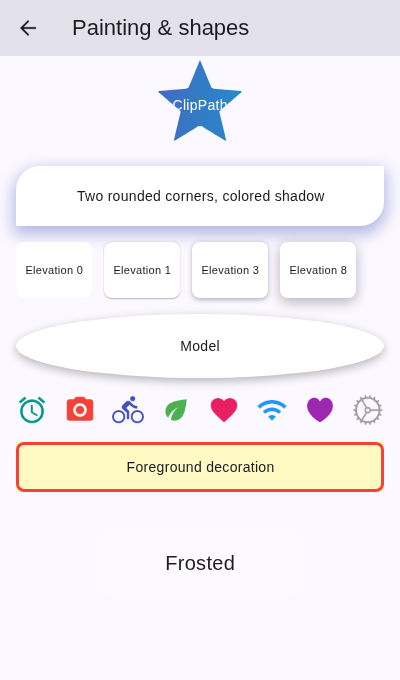 Painting & shapes
ClipPath
Two rounded corners, colored shadow
Elevation 0
Elevation 1
Elevation 3
Elevation 8
Model
Foreground decoration
Frosted